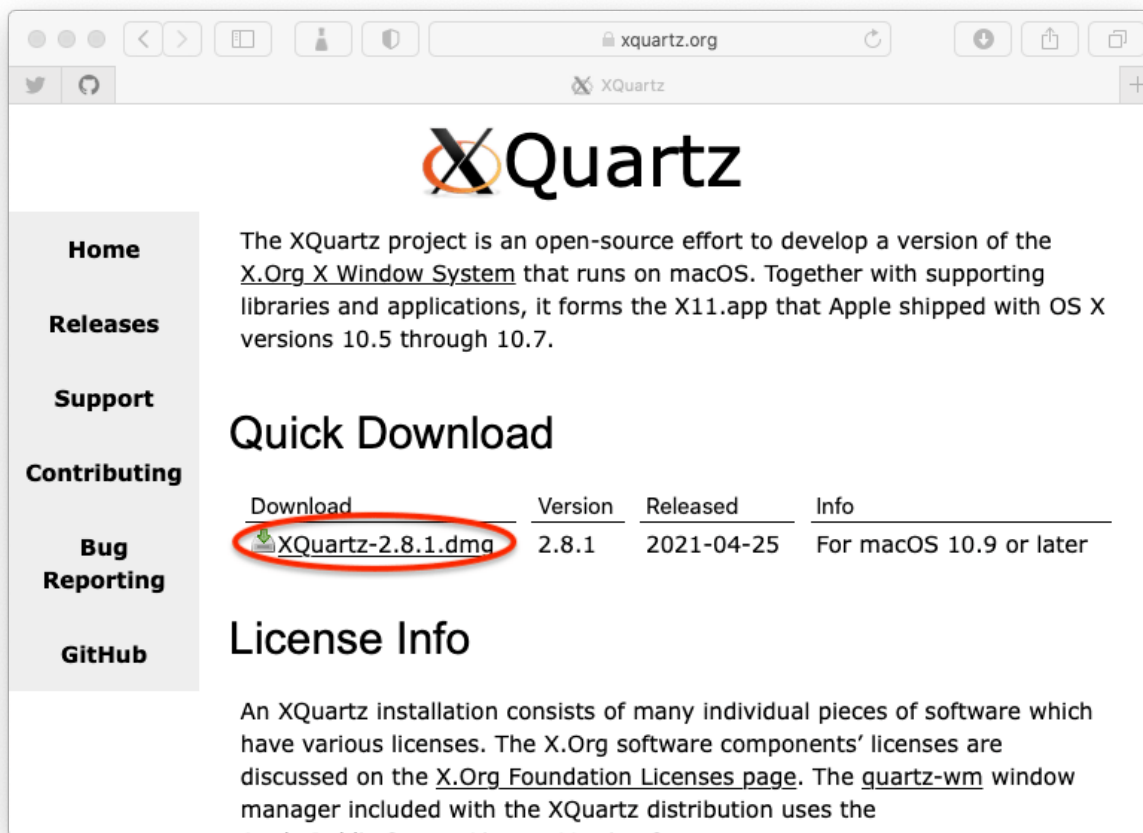 xquartz.org
XQuartz
XQuartz
Home
Releases
Support
Contributing
Bug
Reporting
GitHub
The XQuartz project is an open-source effort to develop a version of the
X.Org X Window System that runs on macOS. Together with supporting
libraries and applications, it forms the X11.app that Apple shipped with OS X
versions 10.5 through 10.7.
Quick Download
Download Version Released Info
XQuartz-2.8.1.dmg 2.8.1 2021-04-25 For macOS 10.9 or later
License Info
An XQuartz installation consists of many individual pieces of software which
have various licenses. The X.Org software components’ licenses are
discussed on the X.Org Foundation Licenses page. The quartz-wm window
manager included with the XQuartz distribution uses the